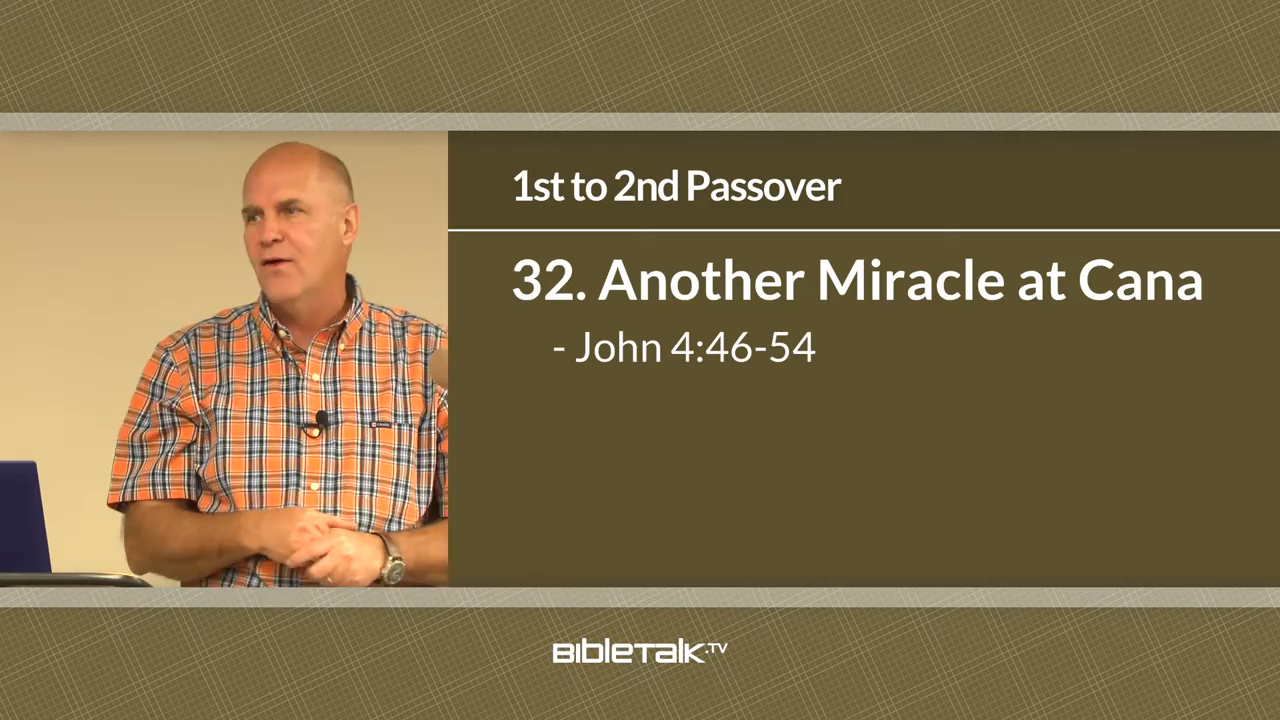 1st to 2nd Passover
32. Another Miracle at Cana
- John 4:46-54
BibleTalk.TV